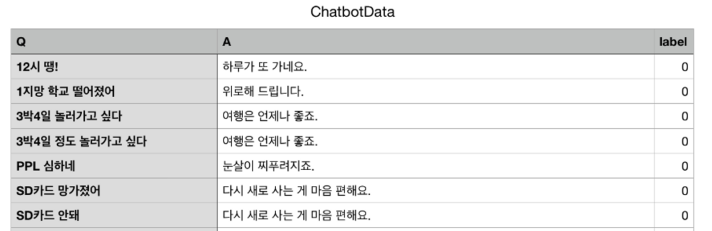 ChatbotData
Q A label
12시 땡! 하루가 또 가네요. 0
1지망 학교 떨어졌어 위로해 드립니다. 0
3박4일 놀러가고 싶다 여행은 언제나 좋죠. 0
3박4일 정도 놀러가고 싶다 여행은 언제나 좋죠. 0
PPL 심하네 눈살이 찌푸려지죠. 0
SD카드 망가졌어 다시 새로 사는 게 마음 편해요. 0
SD카드 안돼 다시 새로 사는 게 마음 편해요. 0